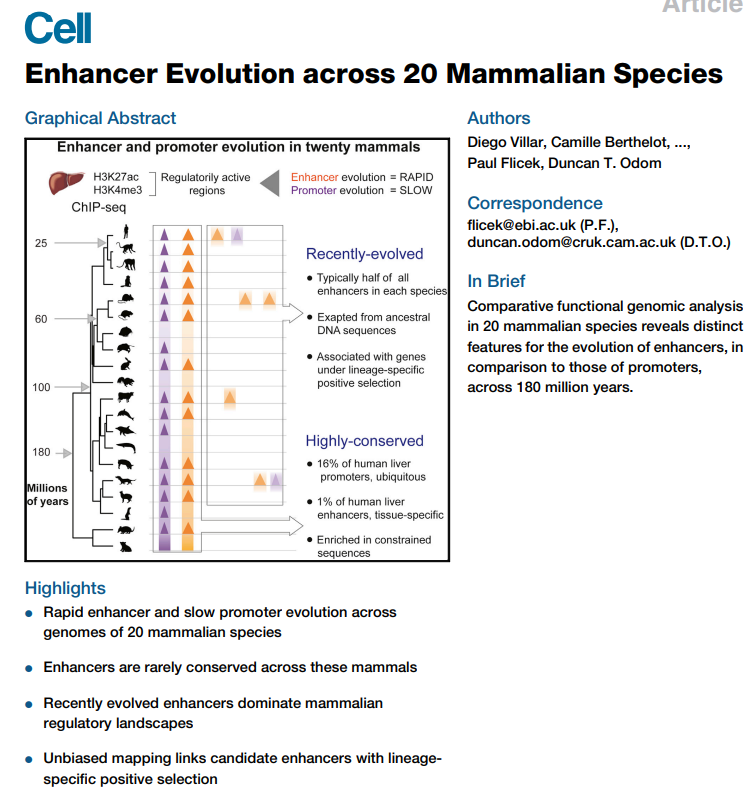 Article
Cell
Enhancer Evolution across 20 Mammalian Species
Graphical Abstract
Enhancer and promoter evolution in twenty mammals
H3K27ac
H3K4me3
ChIP-seq
Regulatorily active
regions
Enhancer evolution = RAPID
Promoter evolution = SLOW
25
60
100
180
Millions
of years
Recently-evolved
• Typically half of all
enhancers in each species
• Exapted from ancestral
DNA sequences
• Associated with genes
under lineage-specific
positive selection
Highly-conserved
• 16% of human liver
promoters, ubiquitous
• 1% of human liver
enhancers, tissue-specific
• Enriched in constrained
sequences
Authors
Diego Villar, Camille Berthelot, ...,
Paul Flicek, Duncan T. Odom
Correspondence
flicek@ebi.ac.uk (P.F.),
duncan.odom@cruk.cam.ac.uk (D.T.O.)
In Brief
Comparative functional genomic analysis
in 20 mammalian species reveals distinct
features for the evolution of enhancers, in
comparison to those of promoters,
across 180 million years.
Highlights
• Rapid enhancer and slow promoter evolution across
genomes of 20 mammalian species
• Enhancers are rarely conserved across these mammals
• Recently evolved enhancers dominate mammalian
regulatory landscapes
• Unbiased mapping links candidate enhancers with lineage-
specific positive selection